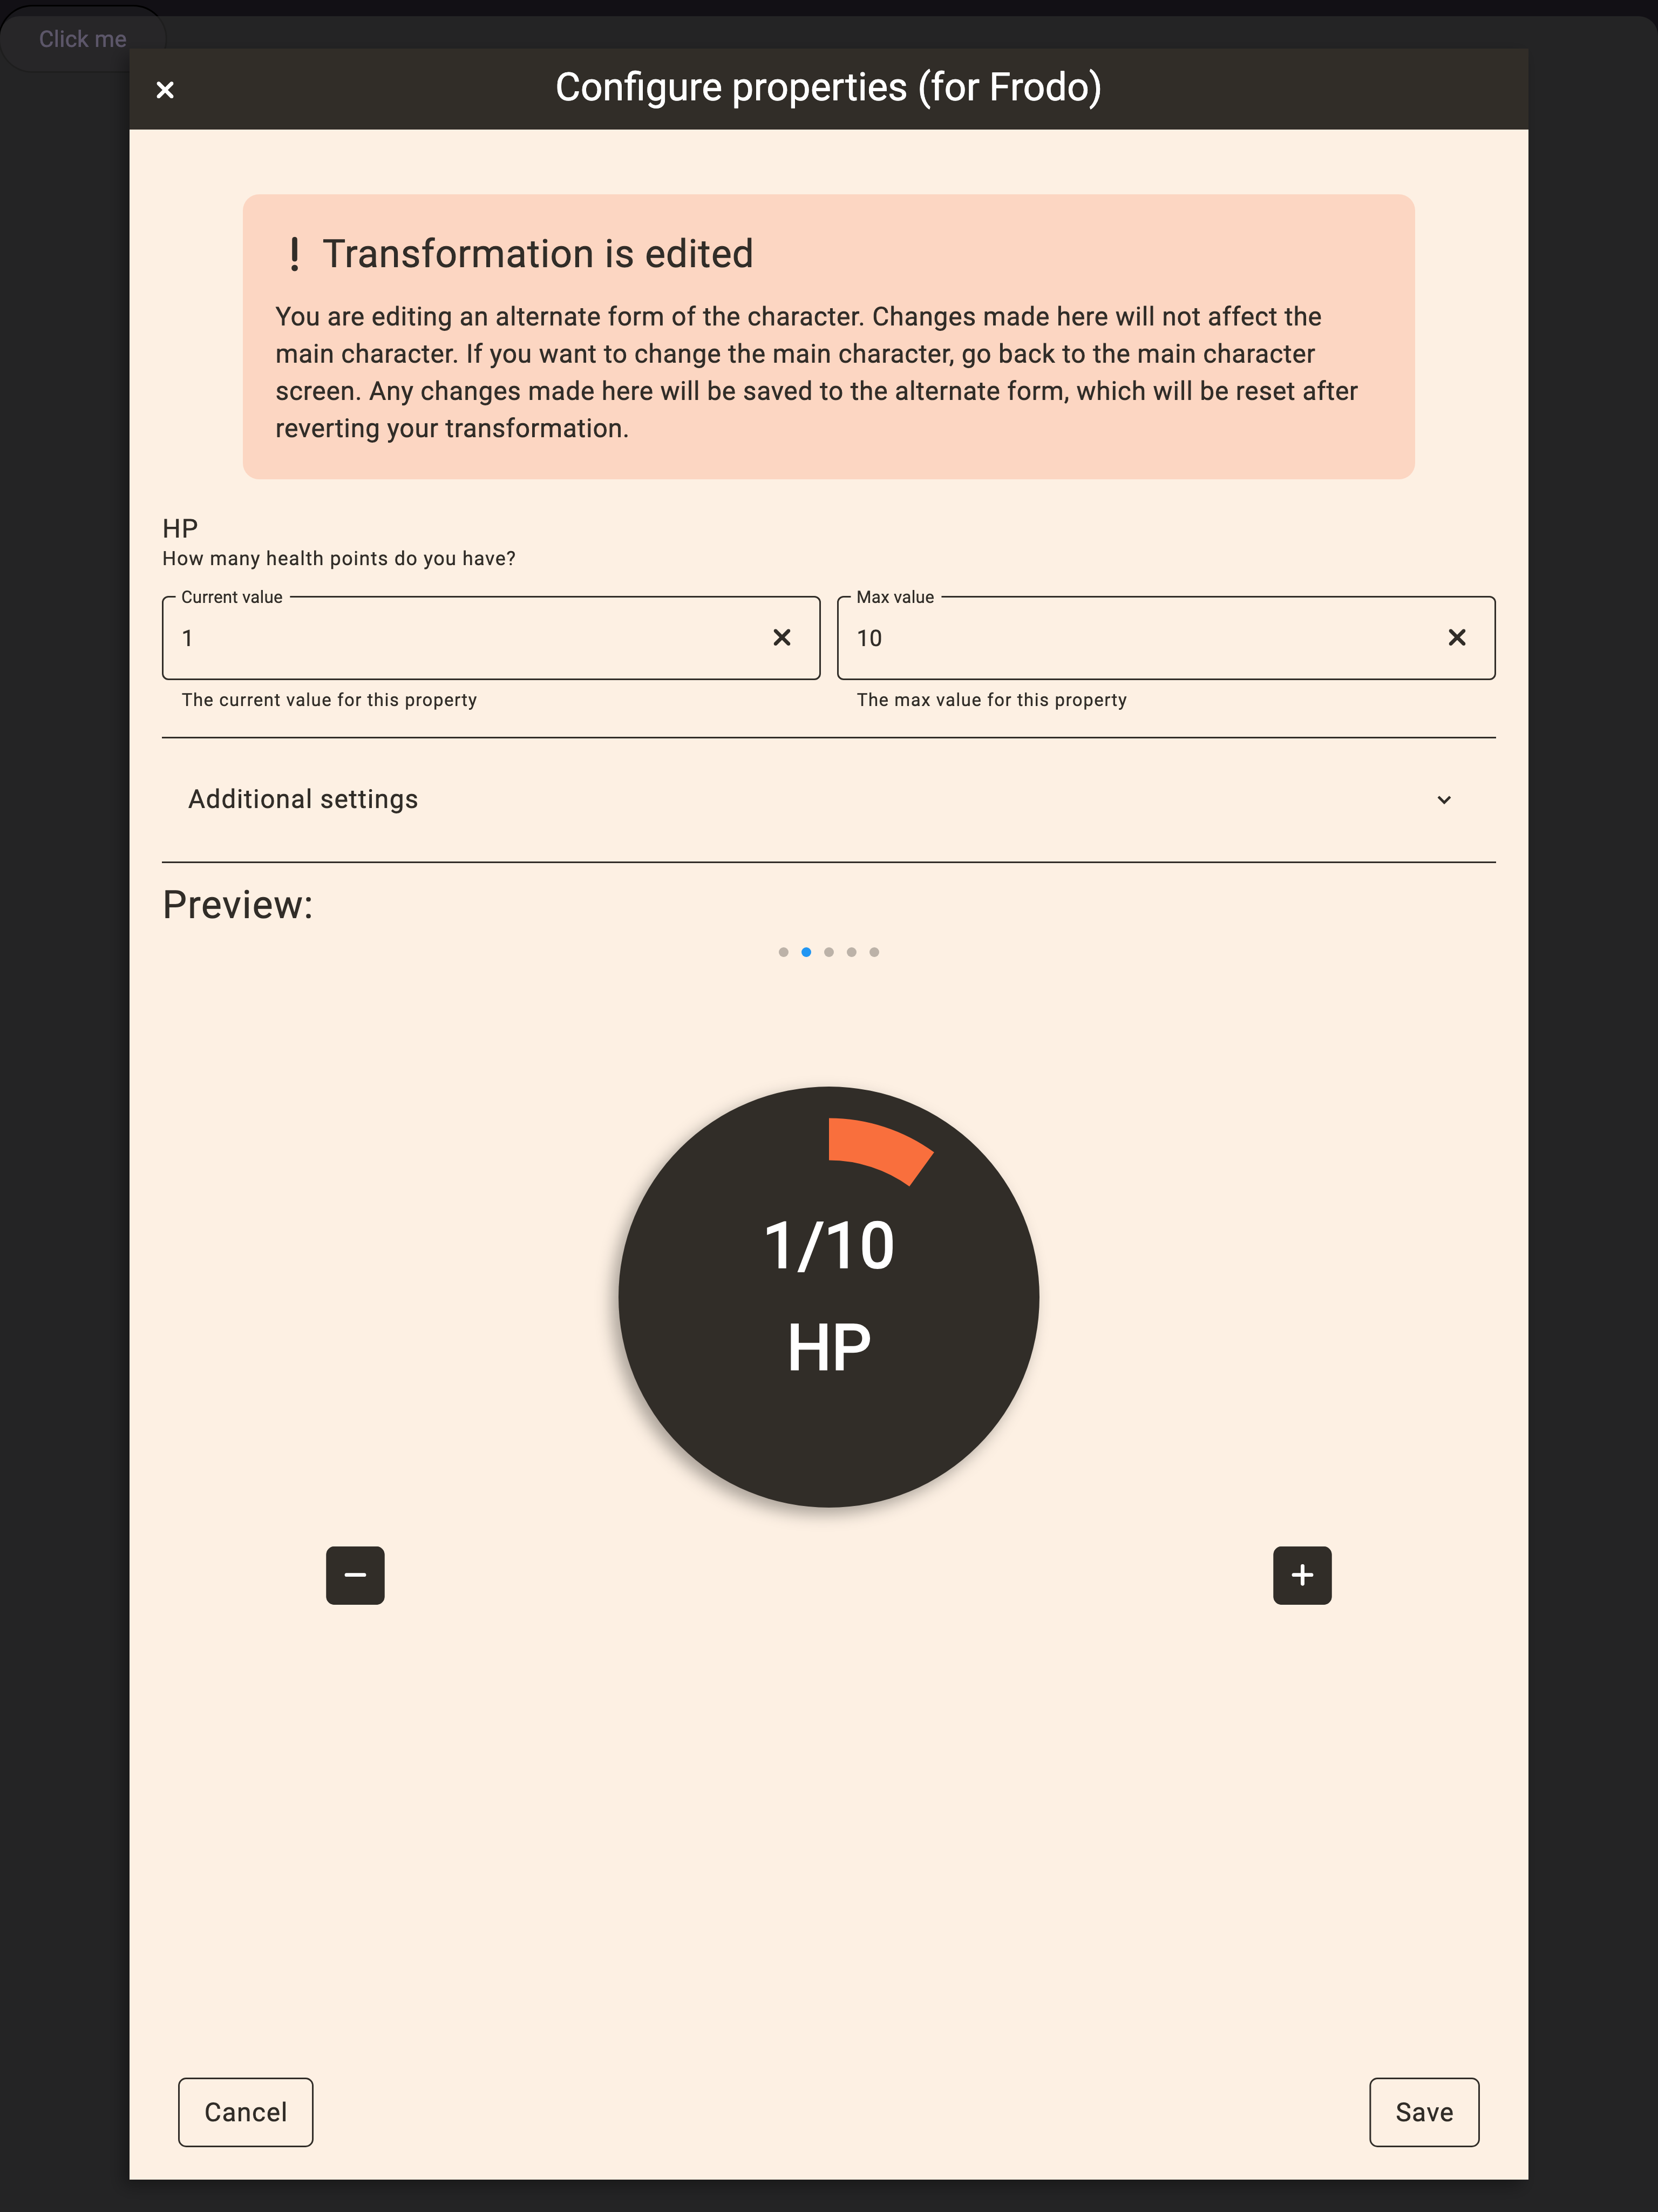 Click me
Configure properties (for Frodo)
! Transformation is edited
You are editing an alternate form of the character. Changes made here will not affect the
main character. If you want to change the main character, go back to the main character
screen. Any changes made here will be saved to the alternate form, which will be reset after
reverting your transformation.
HP
How many health points do you have?
Current value
Max value
1
10
The current value for this property
The max value for this property
Additional settings
Preview:
1/10
HP
Cancel
Save